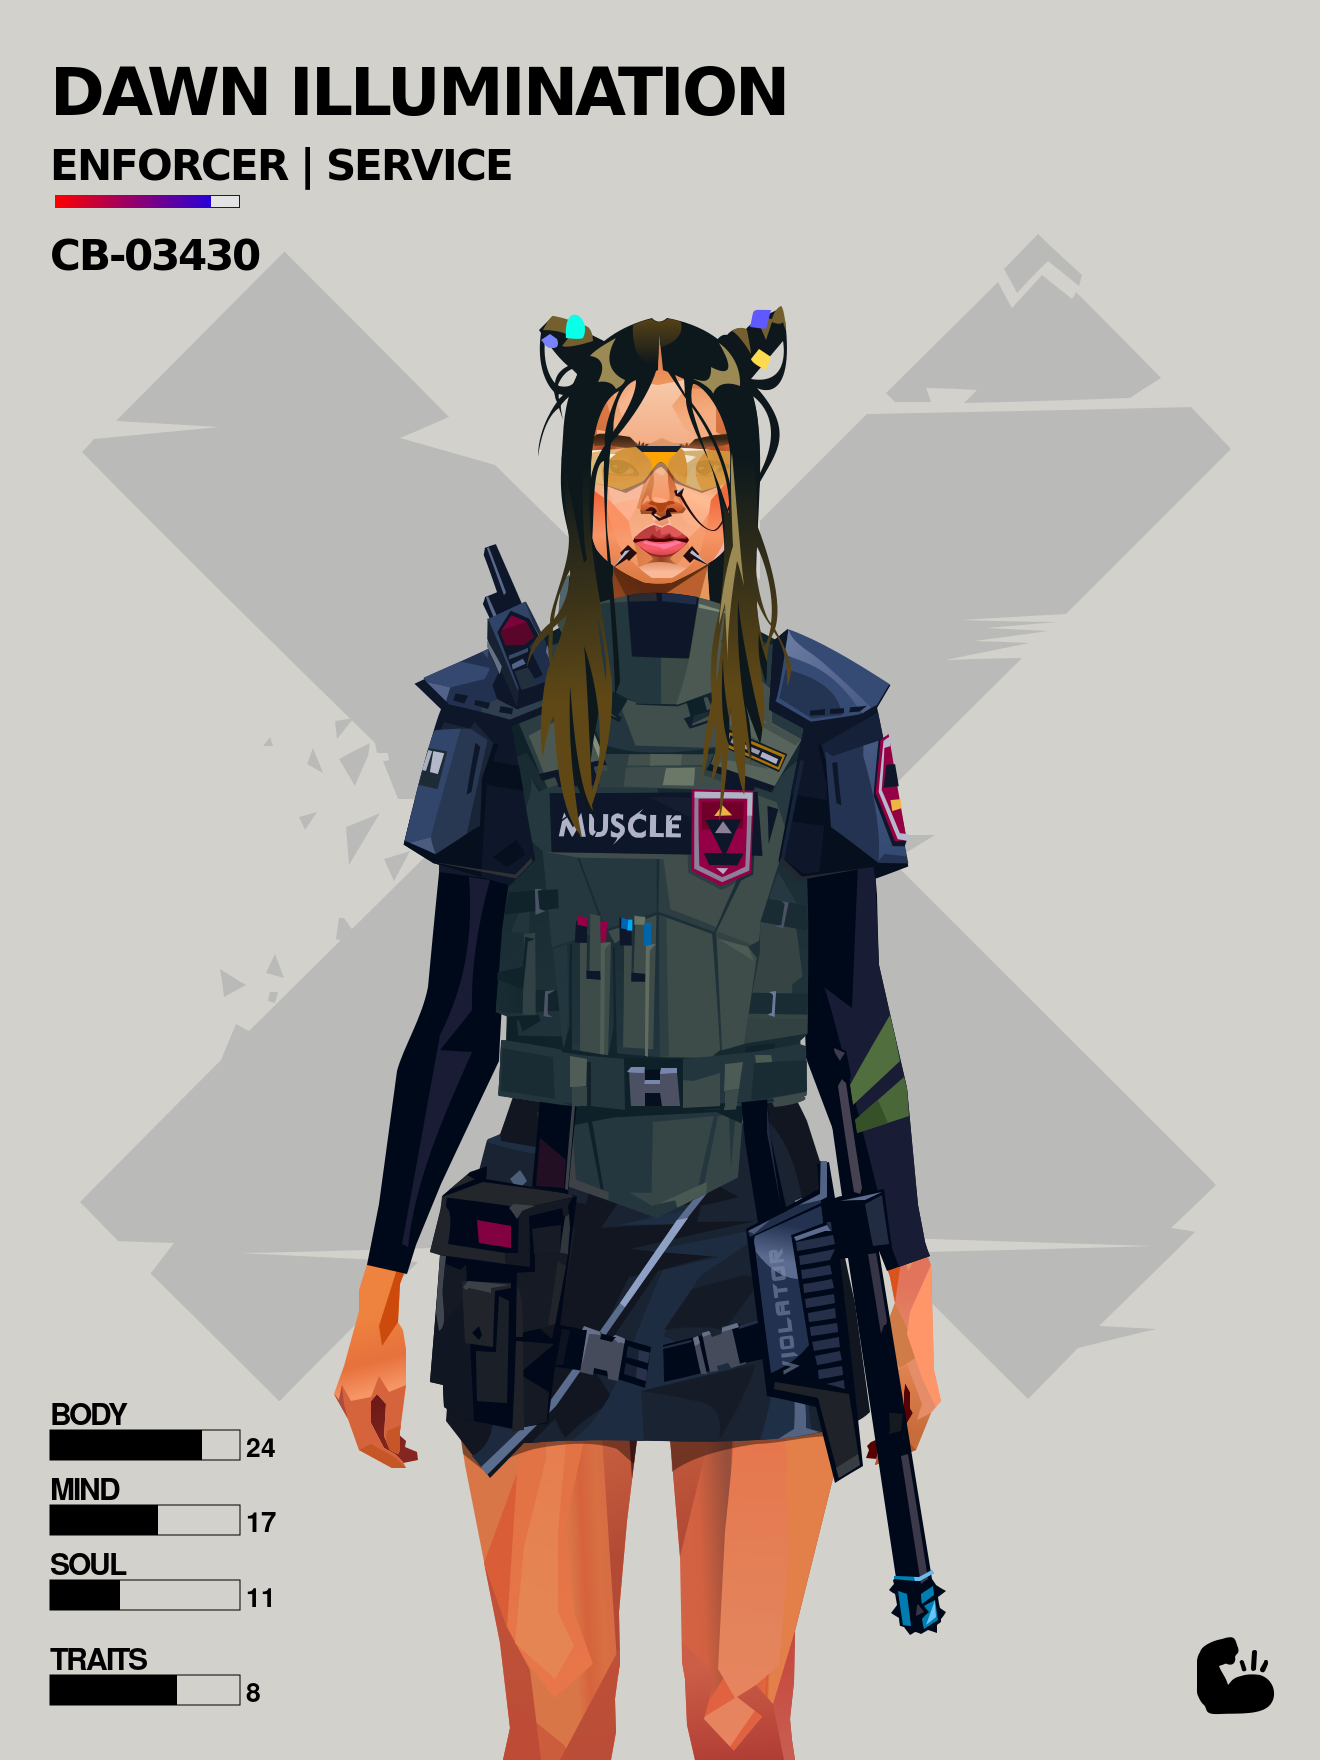 DAWN ILLUMINATION
ENFORCER | SERVICE
CB-03430
MUSCLE
VIOLATOR
BODY
24
MIND
17
SOUL
11
TRAITS
8